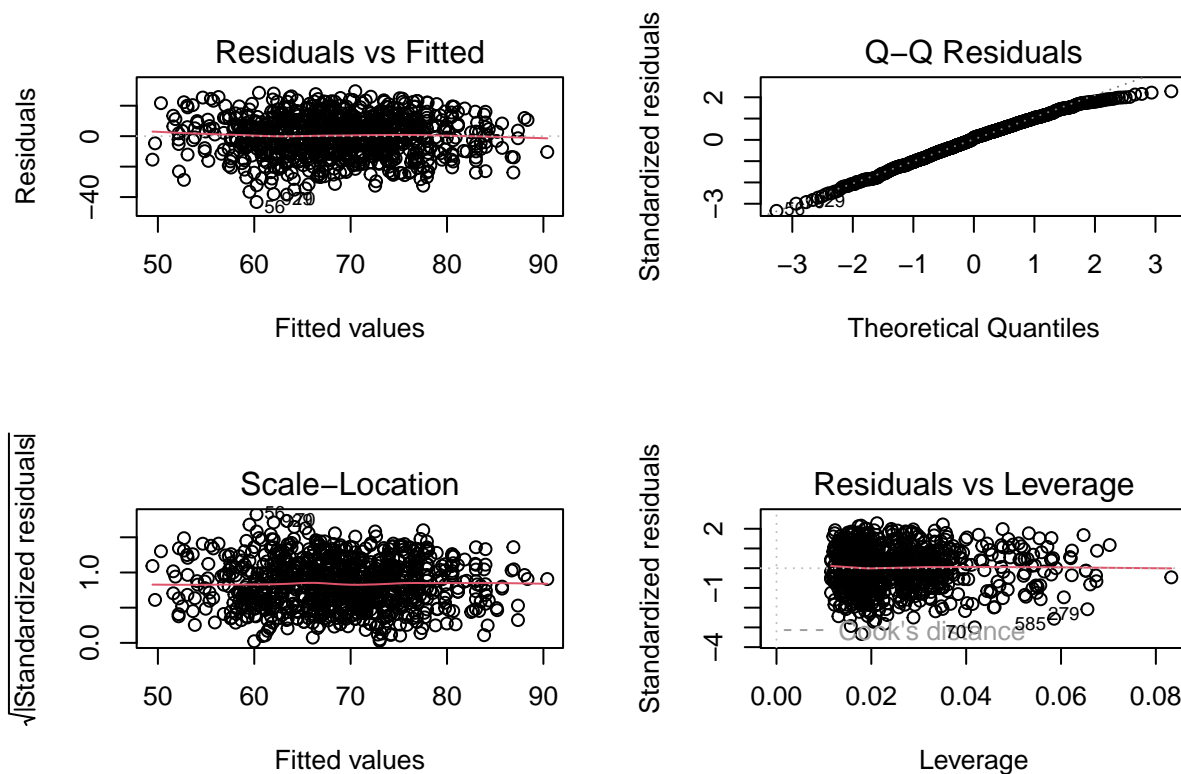 Residuals vs Fitted
Residuals
0
−40
56
50
60
70
80
90
Fitted values
Q−Q Residuals
Standardized residuals
2
0
−3
−3
−2
−1
0
1
2
3
Theoretical Quantiles
Scale−Location
√|Standardized residuals|
1.0
0.0
56
50
60
70
80
90
Fitted values
Residuals vs Leverage
Standardized residuals
2
−1
−4
707
585
279
Cook's distance
0.00
0.02
0.04
0.06
0.08
Leverage